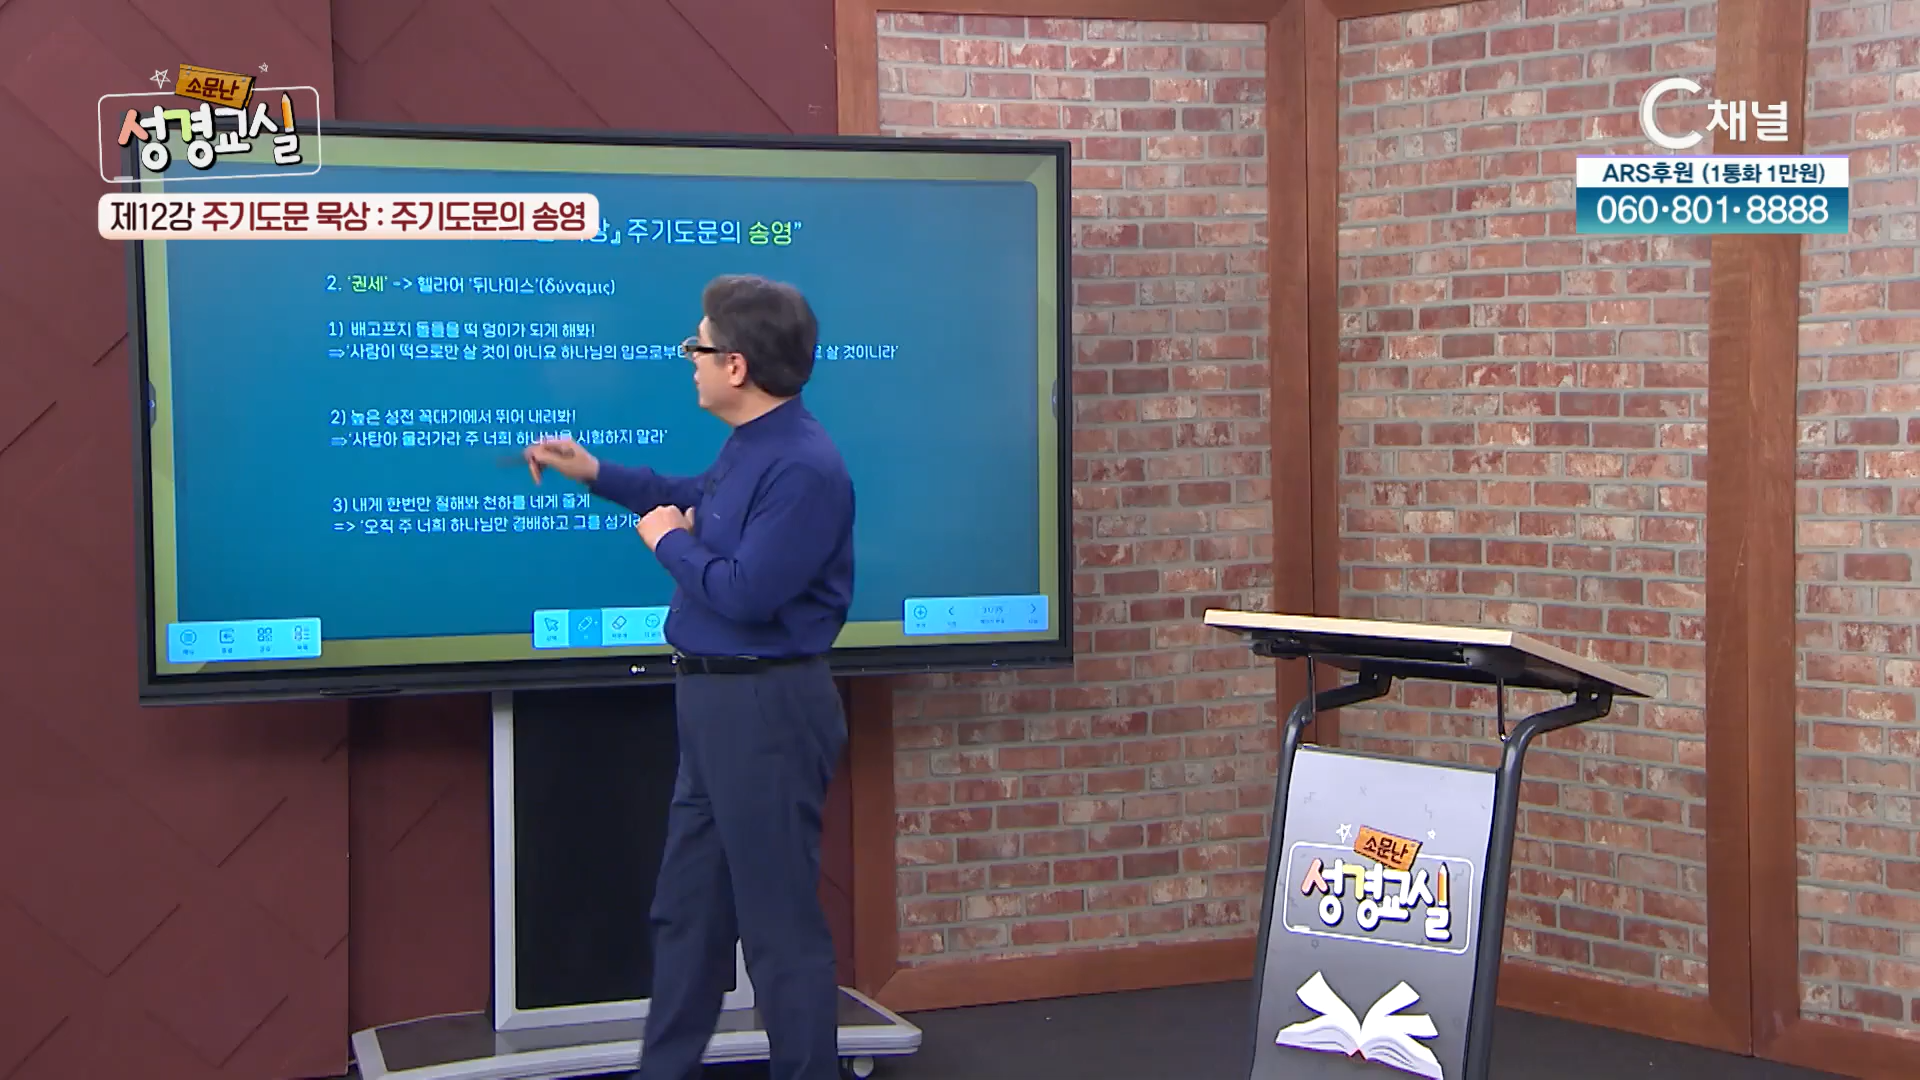 소문난
성경교실
제12강 주기도문 묵상 : 주기도문의 송영
C채널
ARS후원 (1통화 1만원)
060·801·8888
상』 주기도문의 송영”
2. ‘권세’ -> 헬라어 ‘뒤나미스’(δύναμις)
1) 배고프지 돌들을 떡 덩이가 되게 해봐!
⇒‘사람이 떡으로만 살 것이 아니요 하나님의 입으로부터 살 것이니라’
2) 높은 성전 꼭대기에서 뛰어 내려봐!
⇒‘사탄아 물러가라 주 너희 하나님을 시험하지 말라’
3) 내게 한번만 절해봐 천하를 네게 줄게
=> ‘오직 주 너희 하나님만 경배하고 그를 섬기라
LG
소문난
성경교실